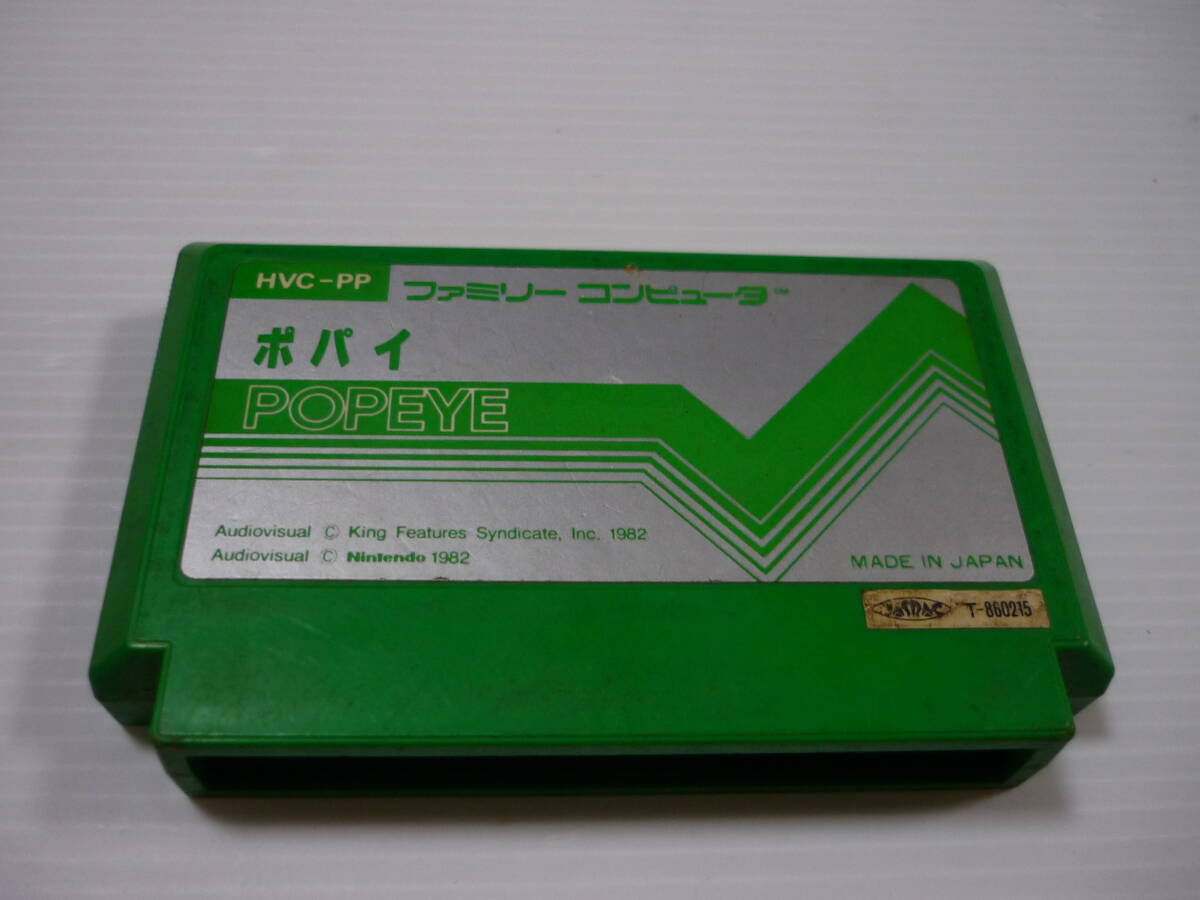 HVC-PP
ファミリー コンピュータ™
ポパイ
POPEYE
Audiovisual © King Features Syndicate, Inc. 1982
Audiovisual © Nintendo 1982
MADE IN JAPAN
JASRAC T-860215